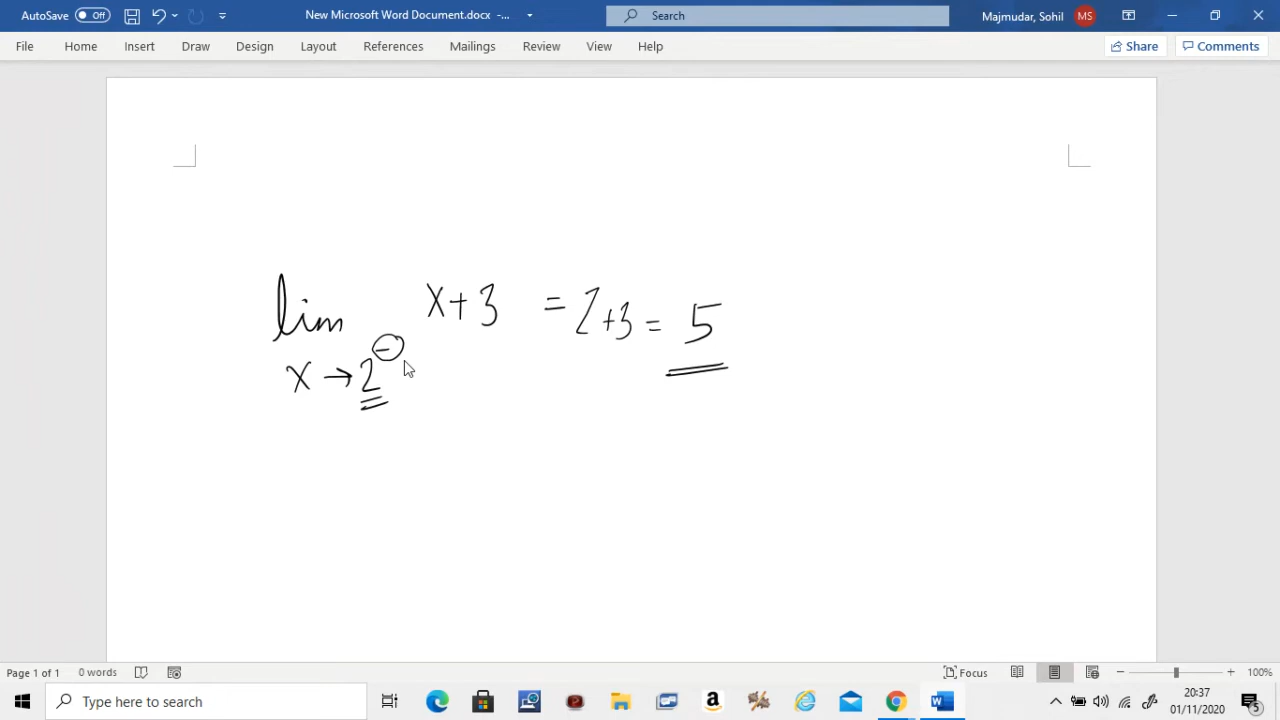 AutoSave Off New Microsoft Word Document.docx -... Search Majmudar, Sohil MS
File Home Insert Draw Design Layout References Mailings Review View Help Share Comments
lim x+3 = 2+3 = 5
x → 2⁻
Page 1 of 1 0 words Focus 100%
Type here to search 20:37
01/11/2020 5